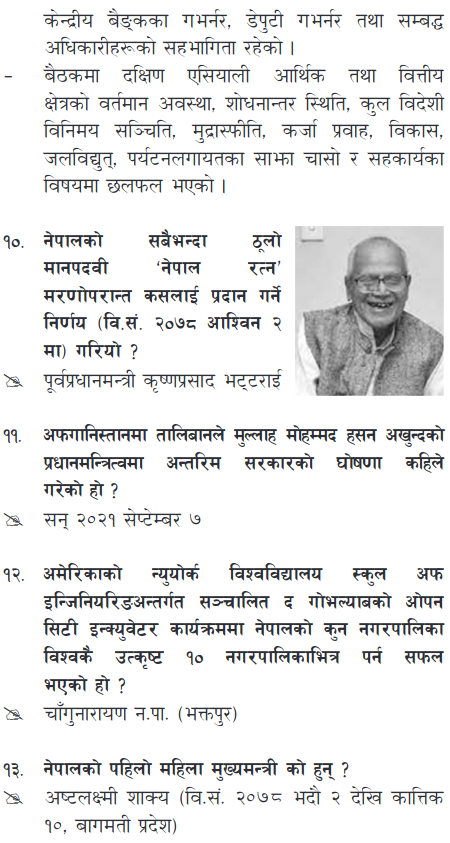 केन्द्रीय बैङ्कका गभर्नर, डेपुटी गभर्नर तथा सम्बद्ध
अधिकारीहरूको सहभागिता रहेको ।
– बैठकमा दक्षिण एसियाली आर्थिक तथा वित्तीय
क्षेत्रको वर्तमान अवस्था, शोधनान्तर स्थिति, कुल विदेशी
विनिमय सञ्चिति, मुद्रास्फीति, कर्जा प्रवाह, विकास,
जलविद्युत्, पर्यटनलगायतका साझा चासो र सहकार्यका
विषयमा छलफल भएको ।
१०. नेपालको सबैभन्दा ठूलो
मानपदवी ‘नेपाल रत्न’
मरणोपरान्त कसलाई प्रदान गर्ने
निर्णय (वि.सं. २०७८ आश्विन २
मा) गरियो ?
पूर्वप्रधानमन्त्री कृष्णप्रसाद भट्टराई
११. अफगानिस्तानमा तालिबानले मुल्लाह मोहम्मद हसन अखुन्दको
प्रधानमन्त्रित्वमा अन्तरिम सरकारको घोषणा कहिले
गरेको हो ?
सन् २०२१ सेप्टेम्बर ७
१२. अमेरिकाको न्युयोर्क विश्वविद्यालय स्कुल अफ
इन्जिनियरिङअन्तर्गत सञ्चालित द गोभल्याबको ओपन
सिटी इन्क्युवेटर कार्यक्रममा नेपालको कुन नगरपालिका
विश्वकै उत्कृष्ट १० नगरपालिकाभित्र पर्न सफल
भएको हो ?
चाँगुनारायण न.पा. (भक्तपुर)
१३. नेपालको पहिलो महिला मुख्यमन्त्री को हुन् ?
अष्टलक्ष्मी शाक्य (वि.सं. २०७८ भदौ २ देखि कात्तिक
१०, बागमती प्रदेश)